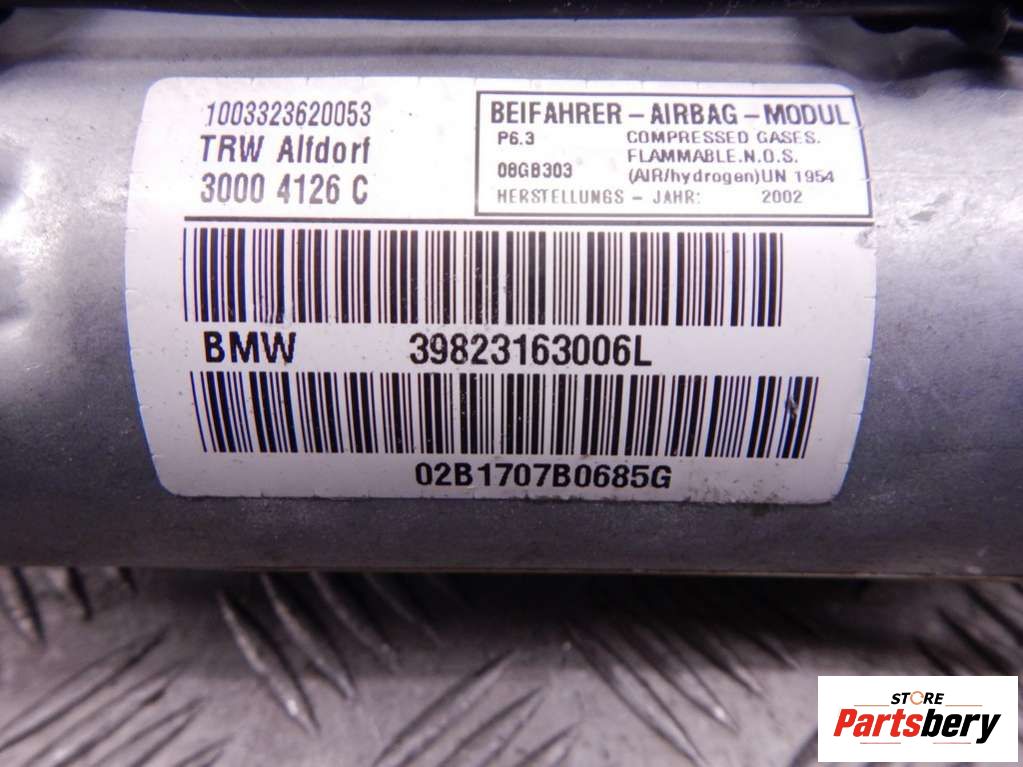 1003323620053
TRW Alfdorf
3000 4126 C
BEIFAHRER - AIRBAG - MODUL
P6.3 COMPRESSED GASES.
FLAMMABLE.N.O.S.
08GB303 (AIR/hydrogen)UN 1954
HERSTELLUNGS - JAHR: 2002
BMW 39823163006L
02B1707B0685G
STORE
Partsbery